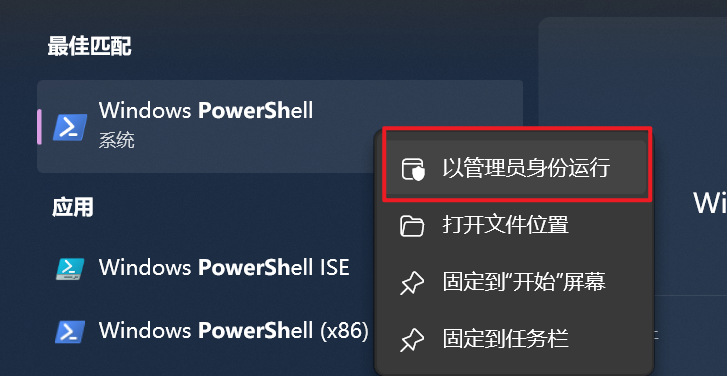 最佳匹配
Windows PowerShell
系统
以管理员身份运行
Wi
应用
打开文件位置
Windows PowerShell ISE
固定到“开始”屏幕
Windows PowerShell (x86)
固定到任务栏